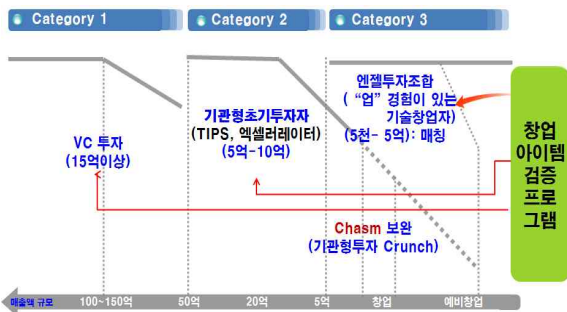 Category 1
Category 2
Category 3
VC 투자
(15억이상)
기관형초기투자자
(TIPS, 엑셀러레이터)
(5억-10억)
엔젤투자조합
( “업” 경험이 있는
기술창업자)
(5천- 5억): 매칭
창업
아이템
검증
프로
그램
Chasm 보완
(기관형투자 Crunch)
매출액 규모 100~150억 50억 20억 5억 창업 예비창업